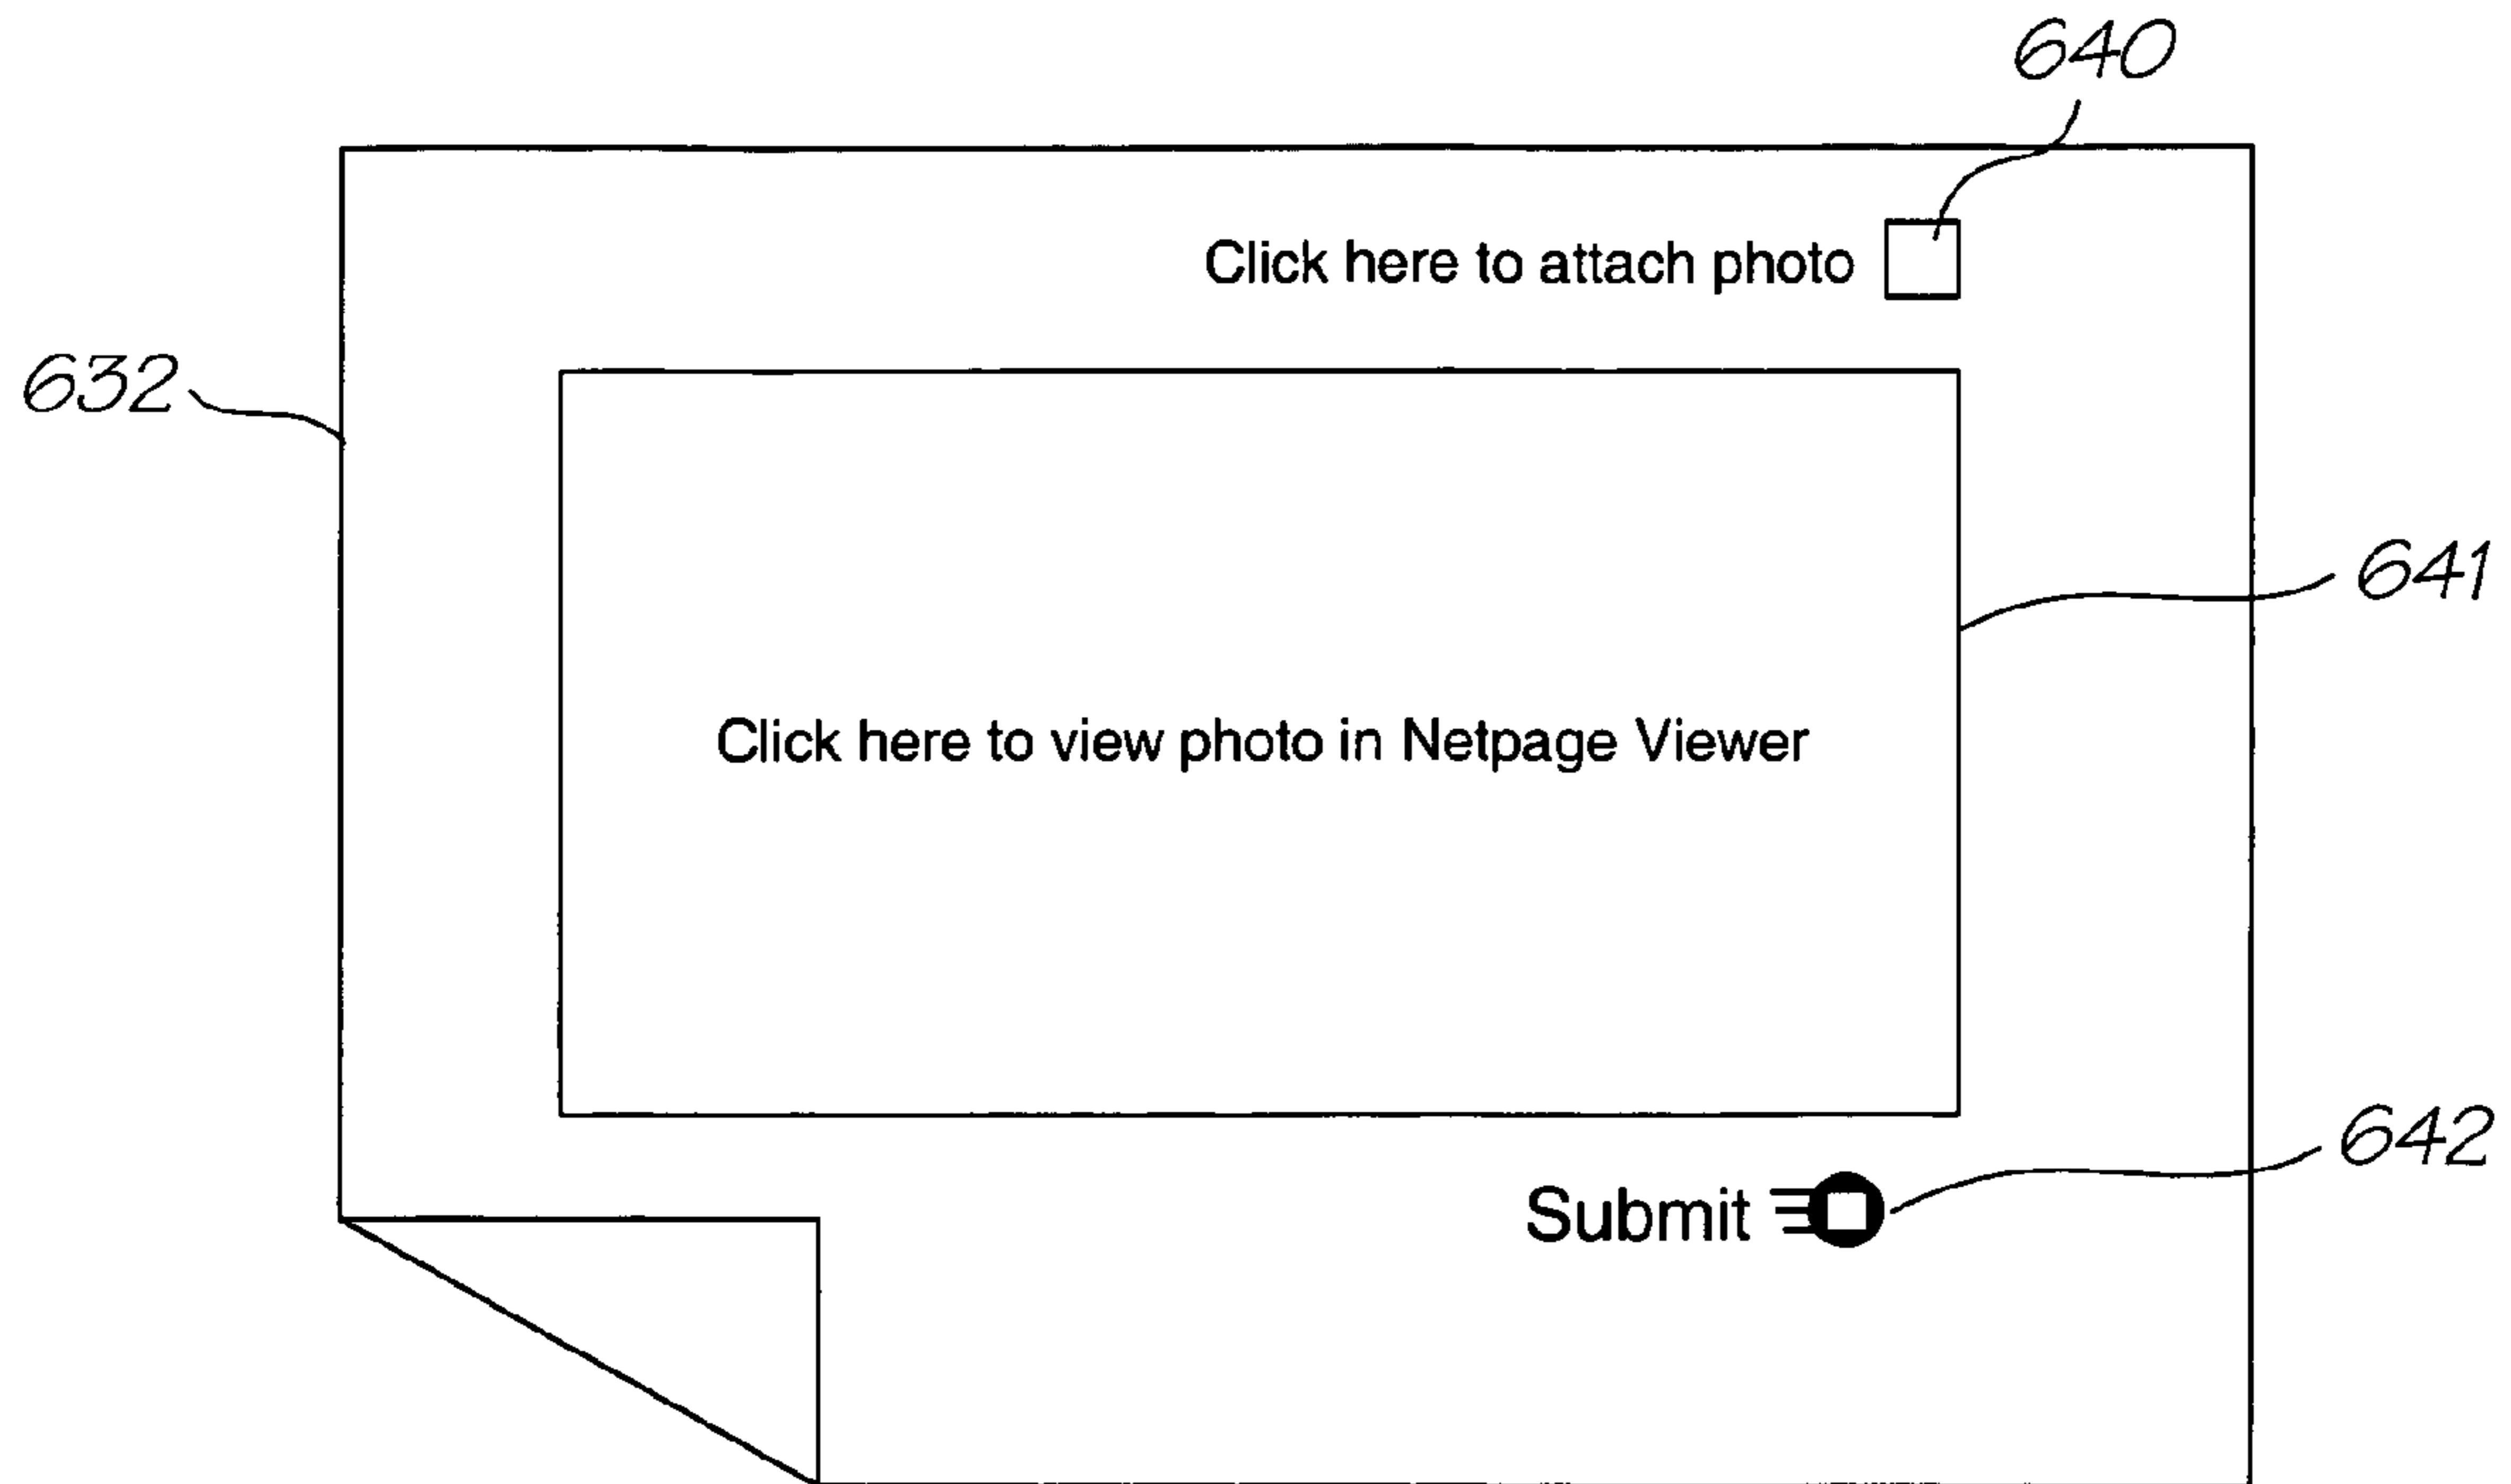 640
Click here to attach photo
632
641
Click here to view photo in Netpage Viewer
642
Submit